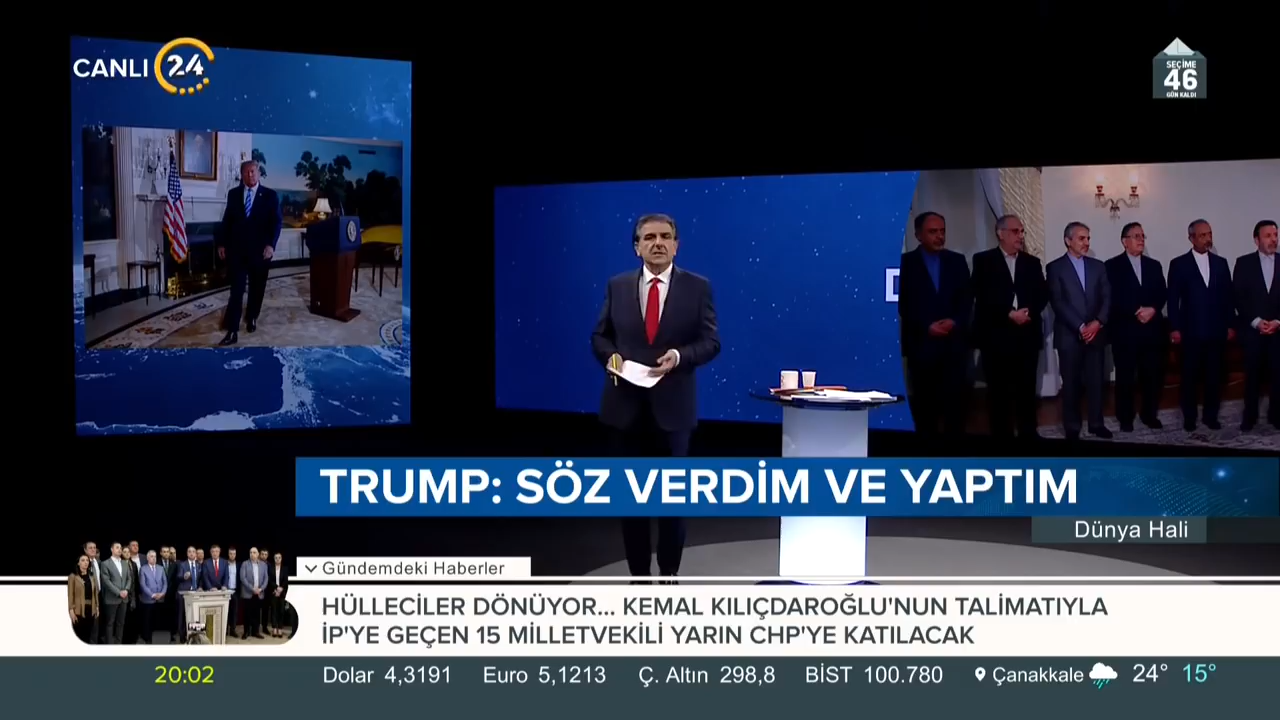 CANLI 24
SEÇİME
46
GÜN KALDI
D
TRUMP: SÖZ VERDİM VE YAPTIM
Dünya Hali
Gündemdeki Haberler
HÜLLECİLER DÖNÜYOR... KEMAL KILIÇDAROĞLU'NUN TALİMATIYLA
İP'YE GEÇEN 15 MİLLETVEKİLİ YARIN CHP'YE KATILACAK
20:02 Dolar 4,3191 Euro 5,1213 Ç. Altın 298,8 BİST 100.780 Çanakkale 24° 15°